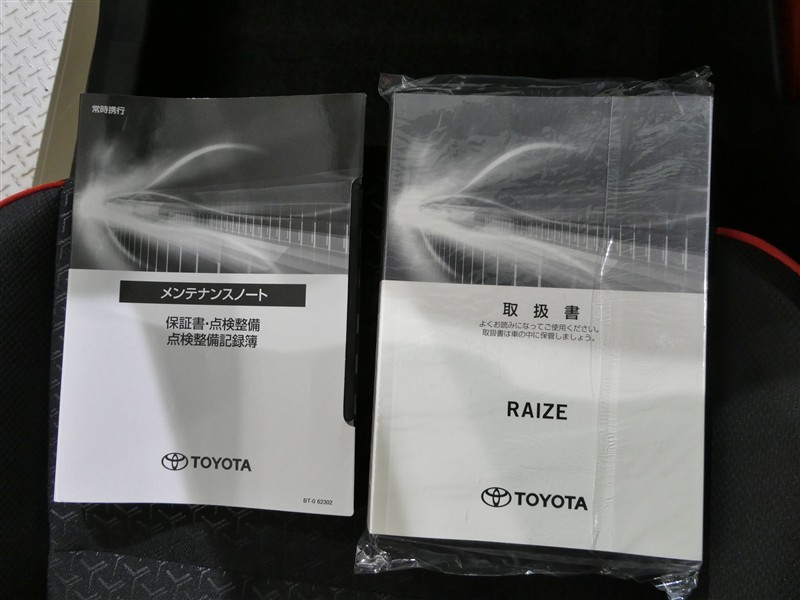 常時携行
メンテナンスノート
保証書・点検整備
点検整備記録簿
TOYOTA
BT-0 62302
取扱書
よくお読みになってご使用ください。
取扱書は車の中に保管しましょう。
RAIZE
TOYOTA